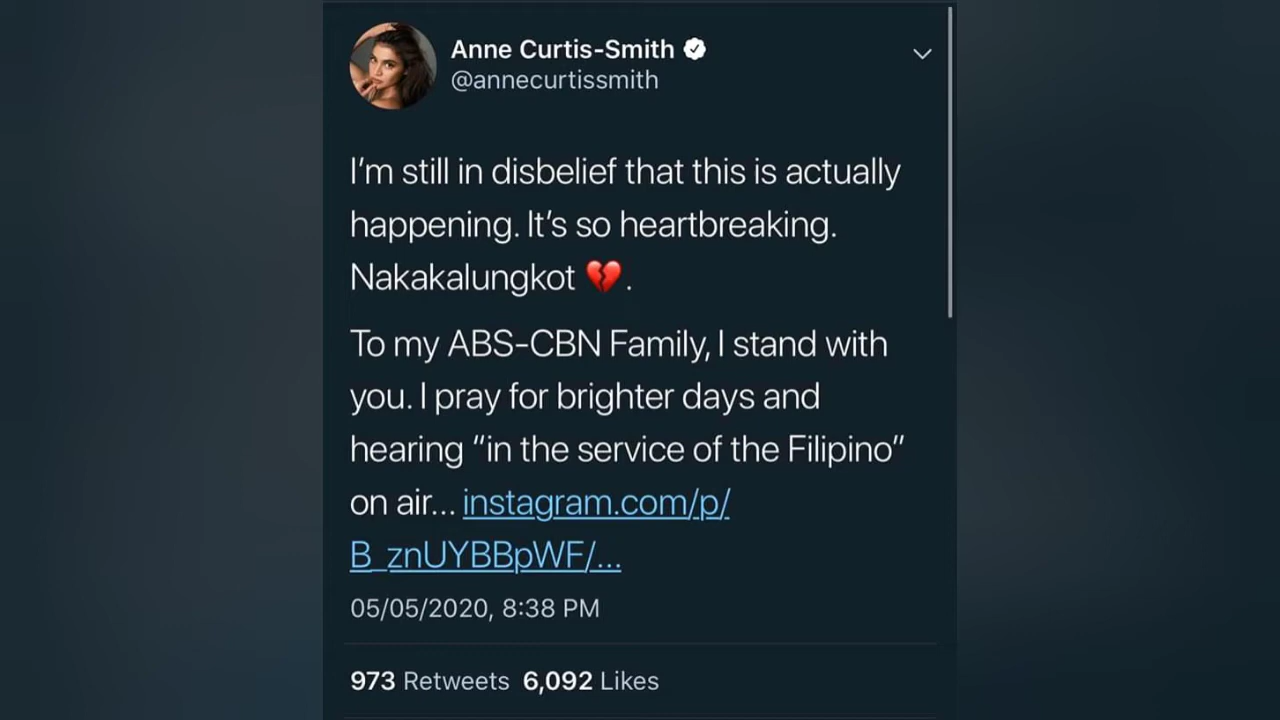 Anne Curtis-Smith
@annecurtissmith
I'm still in disbelief that this is actually
happening. It's so heartbreaking.
Nakakalungkot 💔.
To my ABS-CBN Family, I stand with
you. I pray for brighter days and
hearing "in the service of the Filipino"
on air... instagram.com/p/
B_znUYBBpWF/...
05/05/2020, 8:38 PM
973 Retweets 6,092 Likes